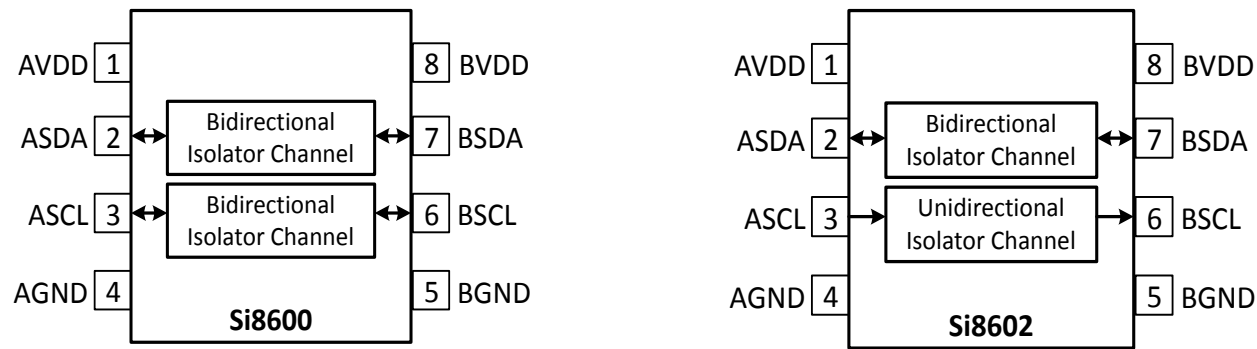 AVDD 1
8 BVDD
ASDA 2
Bidirectional
Isolator Channel
7 BSDA
ASCL 3
Bidirectional
Isolator Channel
6 BSCL
AGND 4
5 BGND
Si8600
AVDD 1
8 BVDD
ASDA 2
Bidirectional
Isolator Channel
7 BSDA
ASCL 3
Unidirectional
Isolator Channel
6 BSCL
AGND 4
5 BGND
Si8602